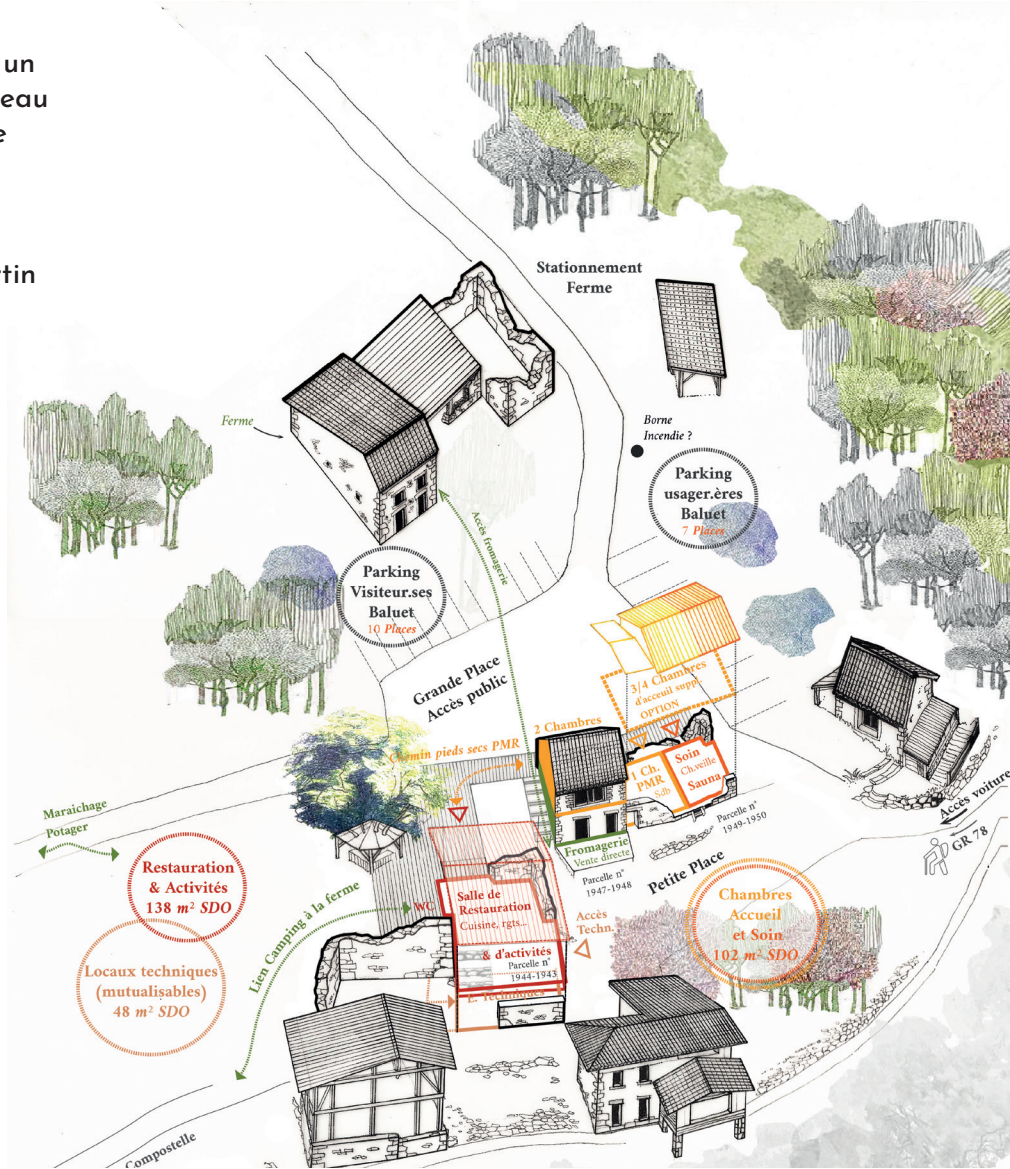 un
eau
e
tin
Stationnement
Ferme
Ferme
Borne
Incendie ?
Parking
usager.ères
Baluet
7 Places
Accès fromagerie
Parking
Visiteur.ses
Baluet
10 Places
Grande Place
Accès public
3/4 Chambres
d'acceuil suppl.
OPTION
2 Chambres
Chemin pieds secs PMR
1 Ch.
PMR
Sdb
Soin
Ch.veille
Sauna
Parcelle n°
1949-1950
Accès voiture
GR 78
Maraichage
Potager
Fromagerie
Vente directe
Parcelle n°
1947-1948
Petite Place
Restauration
& Activités
138 m² SDO
Chambres
Accueil
et Soin
102 m² SDO
WC
Salle de
Restauration
Cuisine, rgts...
Accès
Techn.
& d'activités
Parcelle n°
1944-1943
L. Techniques
Lien Camping à la ferme
Locaux techniques
(mutualisables)
48 m² SDO
Compostelle